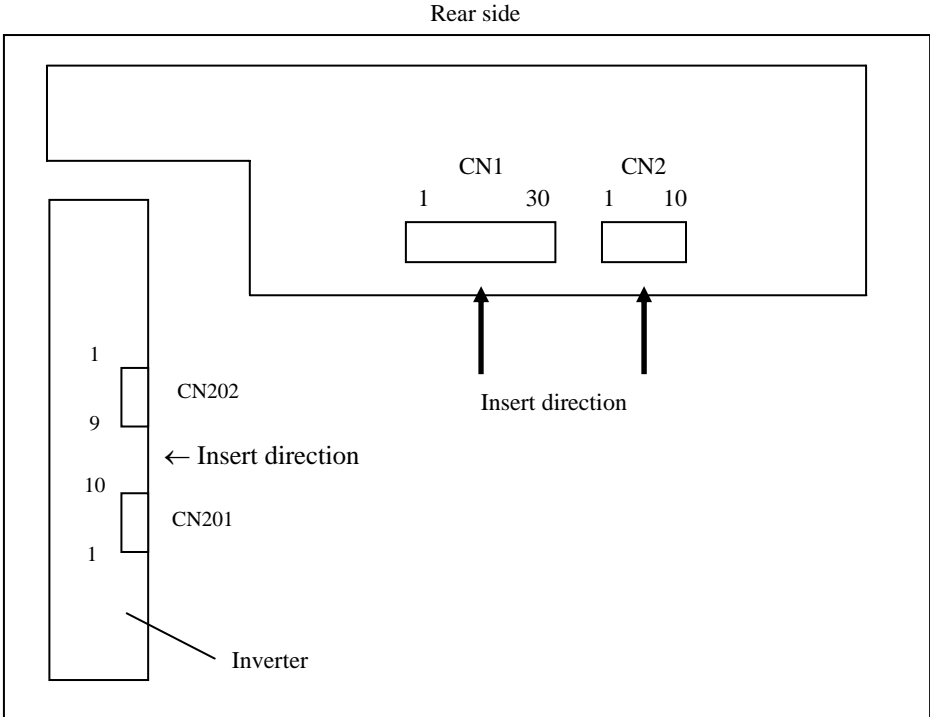 Rear side
CN1 CN2
1 30 1 10
Insert direction
1
CN202
9
← Insert direction
10
CN201
1
Inverter